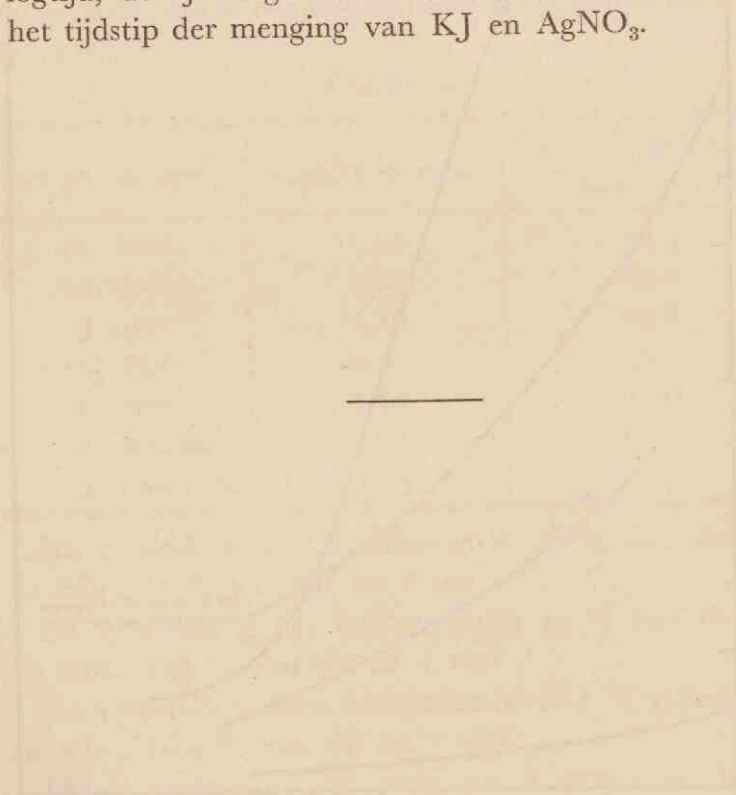 het tijdstip der menging van KJ en AgNO₃.